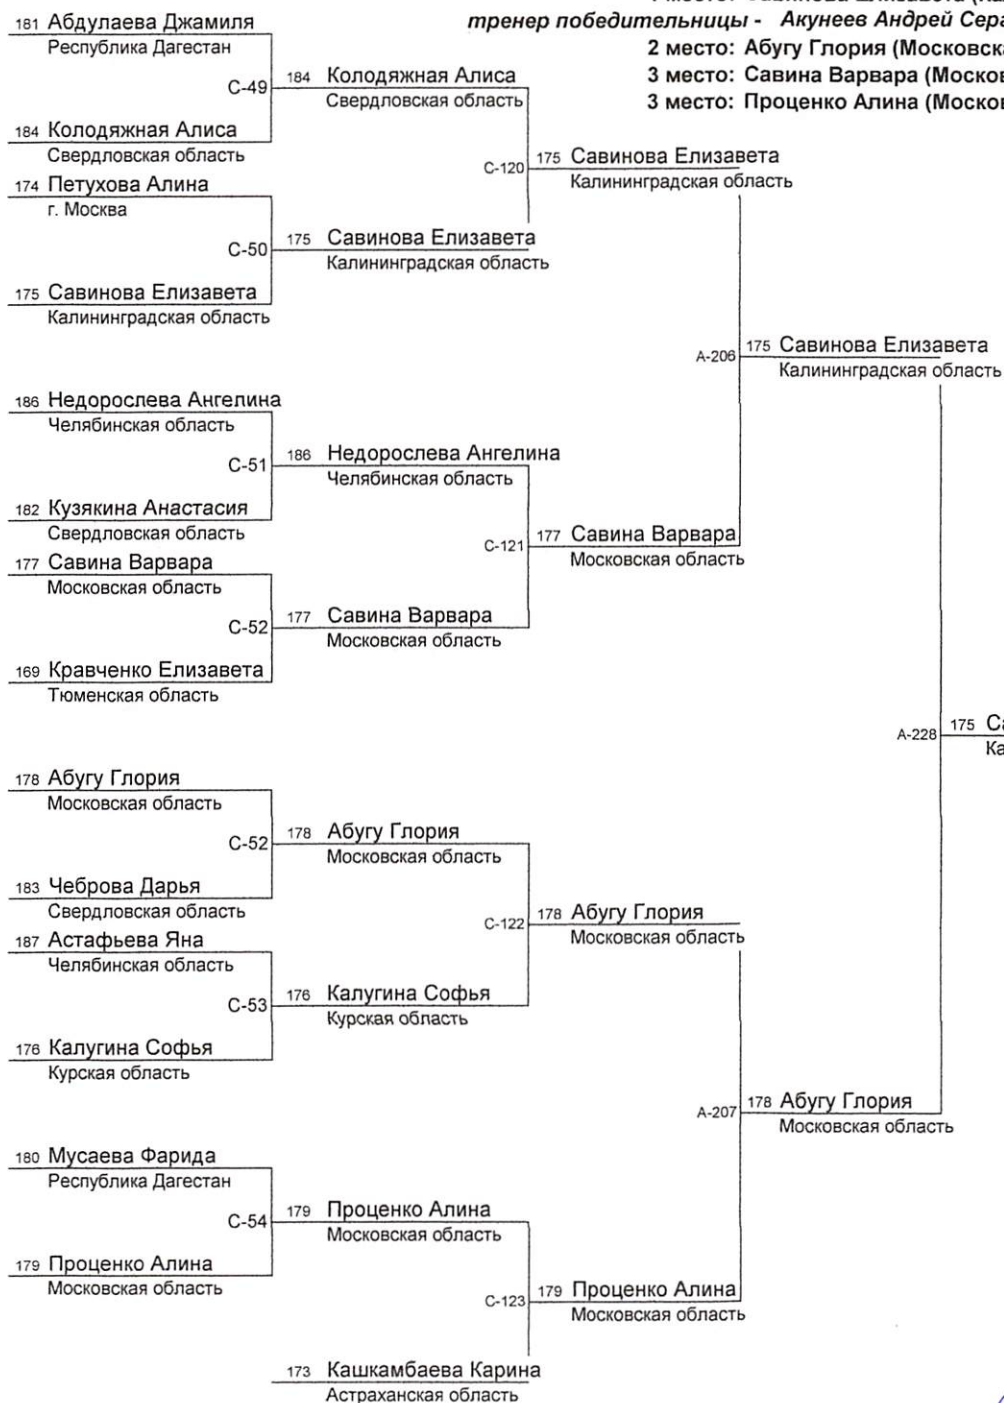 тренер победительницы - Акунеев Андрей
2 место: Абугу Глория
3 место: Савина Варвара
3 место: Проценко Алина
181 Абдулаева Джамиля
Республика Дагестан
C-49
184 Колодяжная Алиса
Свердловская область
184 Колодяжная Алиса
Свердловская область
C-120
175 Савинова Елизавета
Калининградская область
174 Петухова Алина
г. Москва
C-50
175 Савинова Елизавета
Калининградская область
175 Савинова Елизавета
Калининградская область
A-206
175 Савинова Елизавета
Калининградская область
186 Недорослева Ангелина
Челябинская область
C-51
186 Недорослева Ангелина
Челябинская область
182 Кузякина Анастасия
Свердловская область
C-121
177 Савина Варвара
Московская область
177 Савина Варвара
Московская область
C-52
177 Савина Варвара
Московская область
169 Кравченко Елизавета
Тюменская область
A-228
175
178 Абугу Глория
Московская область
C-52
178 Абугу Глория
Московская область
183 Чеброва Дарья
Свердловская область
C-122
178 Абугу Глория
Московская область
187 Астафьева Яна
Челябинская область
C-53
176 Калугина Софья
Курская область
176 Калугина Софья
Курская область
A-207
178 Абугу Глория
Московская область
180 Мусаева Фарида
Республика Дагестан
C-54
179 Проценко Алина
Московская область
179 Проценко Алина
Московская область
C-123
179 Проценко Алина
Московская область
173 Кашкамбаева Карина
Астраханская область